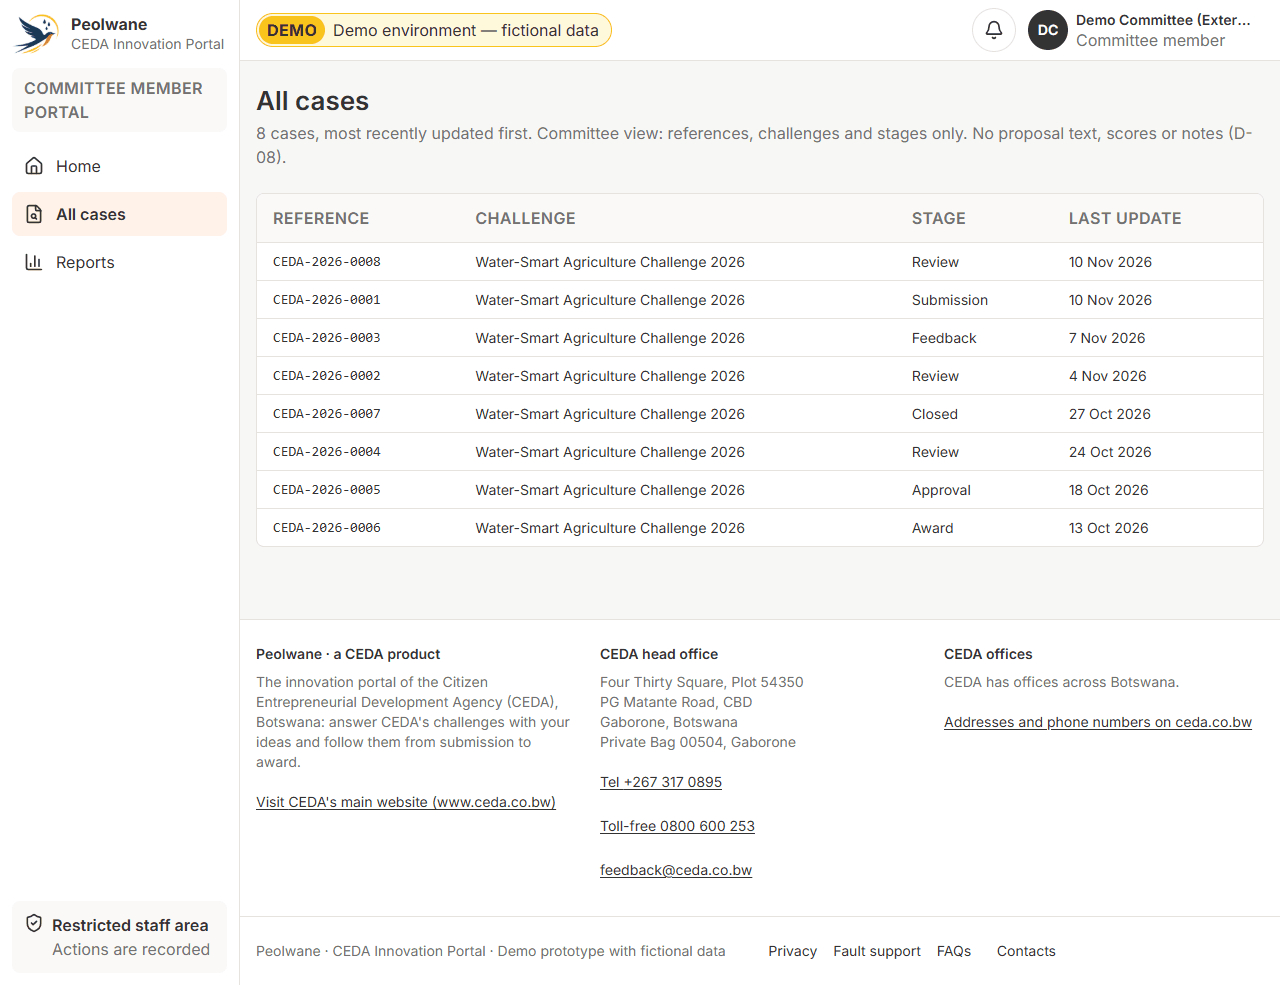 Peolwane
CEDA Innovation Portal
COMMITTEE MEMBER
PORTAL
Home
All cases
Reports
Restricted staff area
Actions are recorded
DEMO Demo environment — fictional data
DC
Demo Committee (Exter...
Committee member
All cases
8 cases, most recently updated first. Committee view: references, challenges and stages only. No proposal text, scores or notes (D-
08).
REFERENCE CHALLENGE STAGE LAST UPDATE
CEDA-2026-0008 Water-Smart Agriculture Challenge 2026 Review 10 Nov 2026
CEDA-2026-0001 Water-Smart Agriculture Challenge 2026 Submission 10 Nov 2026
CEDA-2026-0003 Water-Smart Agriculture Challenge 2026 Feedback 7 Nov 2026
CEDA-2026-0002 Water-Smart Agriculture Challenge 2026 Review 4 Nov 2026
CEDA-2026-0007 Water-Smart Agriculture Challenge 2026 Closed 27 Oct 2026
CEDA-2026-0004 Water-Smart Agriculture Challenge 2026 Review 24 Oct 2026
CEDA-2026-0005 Water-Smart Agriculture Challenge 2026 Approval 18 Oct 2026
CEDA-2026-0006 Water-Smart Agriculture Challenge 2026 Award 13 Oct 2026
Peolwane · a CEDA product
The innovation portal of the Citizen
Entrepreneurial Development Agency (CEDA),
Botswana: answer CEDA's challenges with your
ideas and follow them from submission to
award.
Visit CEDA's main website (www.ceda.co.bw)
CEDA head office
Four Thirty Square, Plot 54350
PG Matante Road, CBD
Gaborone, Botswana
Private Bag 00504, Gaborone
Tel +267 317 0895
Toll-free 0800 600 253
feedback@ceda.co.bw
CEDA offices
CEDA has offices across Botswana.
Addresses and phone numbers on ceda.co.bw
Peolwane · CEDA Innovation Portal · Demo prototype with fictional data
Privacy Fault support FAQs Contacts